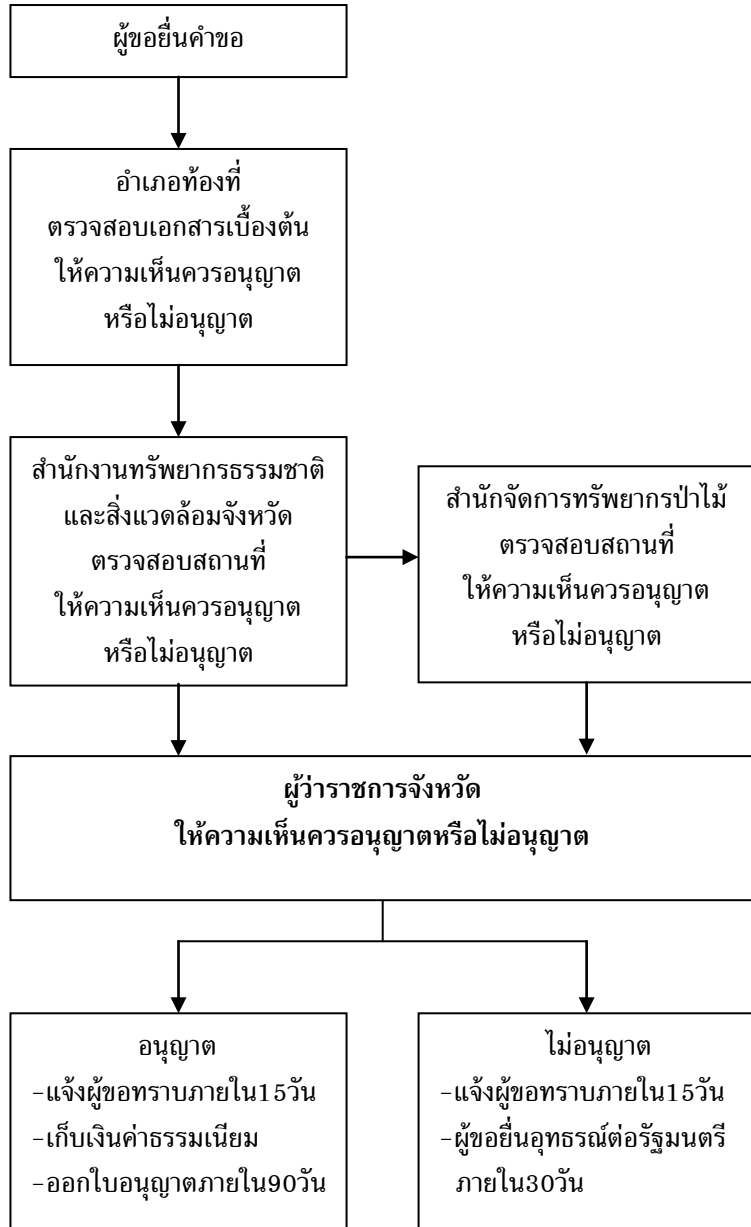 ผู้ขอยื่นคำขอ
อำเภอท้องที่
ตรวจสอบเอกสารเบื้องต้น
ให้ความเห็นควรอนุญาต
หรือไม่อนุญาต
สำนักงานทรัพยากรธรรมชาติ
และสิ่งแวดล้อมจังหวัด
ตรวจสอบสถานที่
ให้ความเห็นควรอนุญาต
หรือไม่อนุญาต
สำนักจัดการทรัพยากรป่าไม้
ตรวจสอบสถานที่
ให้ความเห็นควรอนุญาต
หรือไม่อนุญาต
ผู้ว่าราชการจังหวัด
ให้ความเห็นควรอนุญาตหรือไม่อนุญาต
อนุญาต
-แจ้งผู้ขอทราบภายใน15วัน
-เก็บเงินค่าธรรมเนียม
-ออกใบอนุญาตภายใน90วัน
ไม่อนุญาต
-แจ้งผู้ขอทราบภายใน15วัน
-ผู้ขอยื่นอุทธรณ์ต่อรัฐมนตรี
ภายใน30วัน